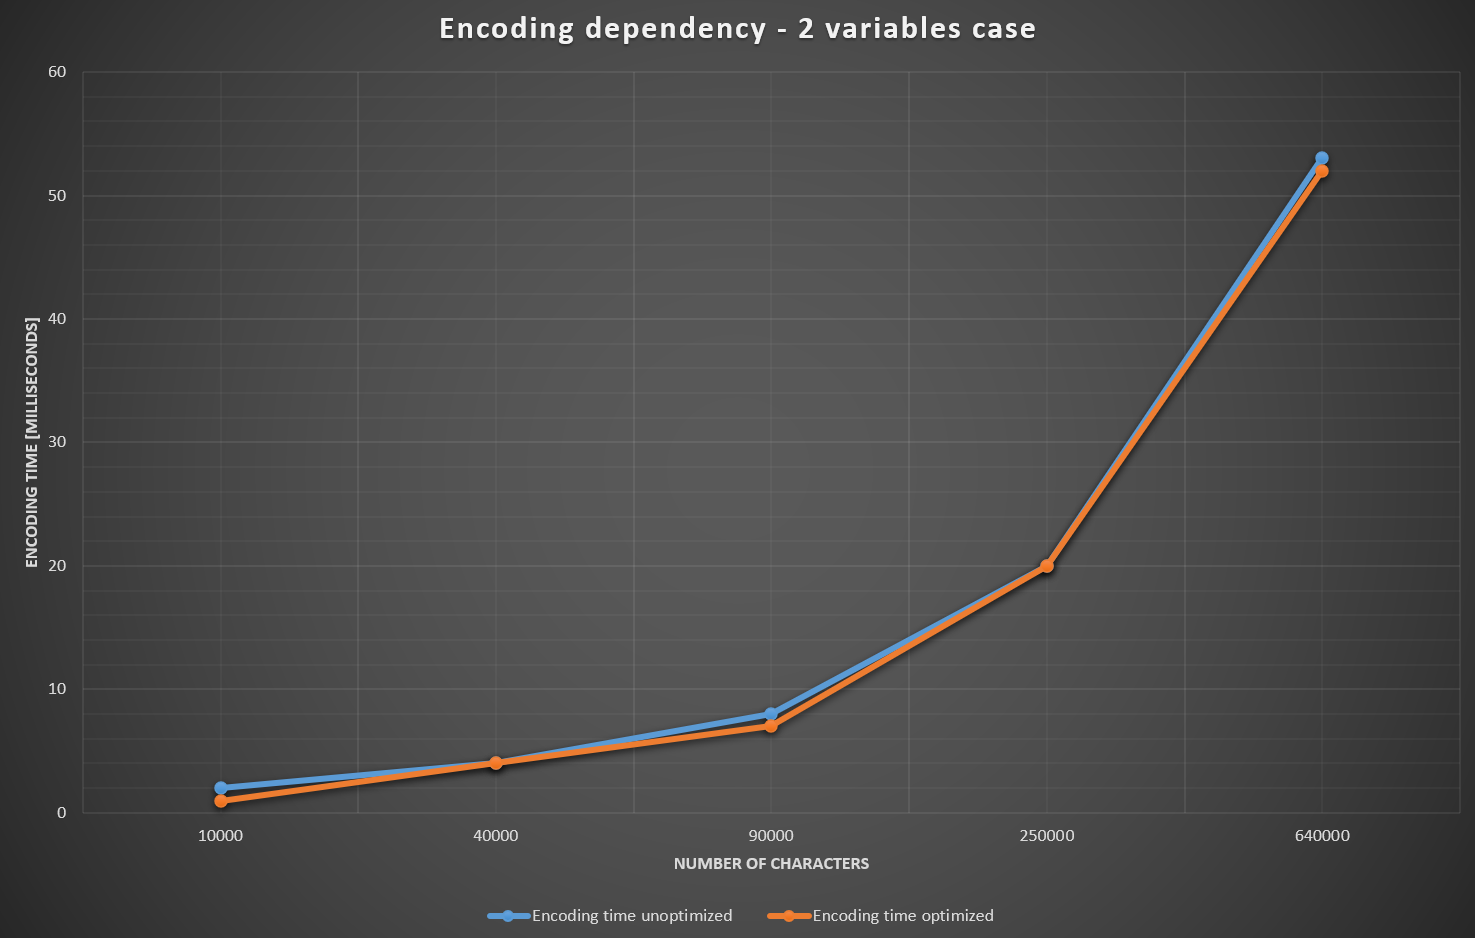 Encoding dependency - 2 variables case
60
50
40
30
20
10
0
ENCODING TIME [MILLISECONDS]
10000 40000 90000 250000 640000
NUMBER OF CHARACTERS
Encoding time unoptimized Encoding time optimized